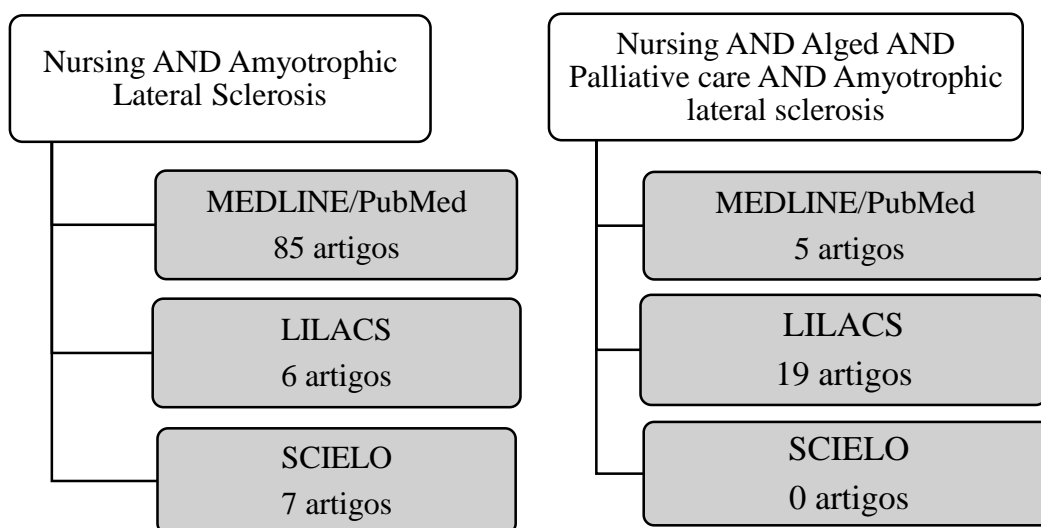 Nursing AND Amyotrophic
Lateral Sclerosis
MEDLINE/PubMed
85 artigos
LILACS
6 artigos
SCIELO
7 artigos
Nursing AND Alged AND
Palliative care AND Amyotrophic
lateral sclerosis
MEDLINE/PubMed
5 artigos
LILACS
19 artigos
SCIELO
0 artigos